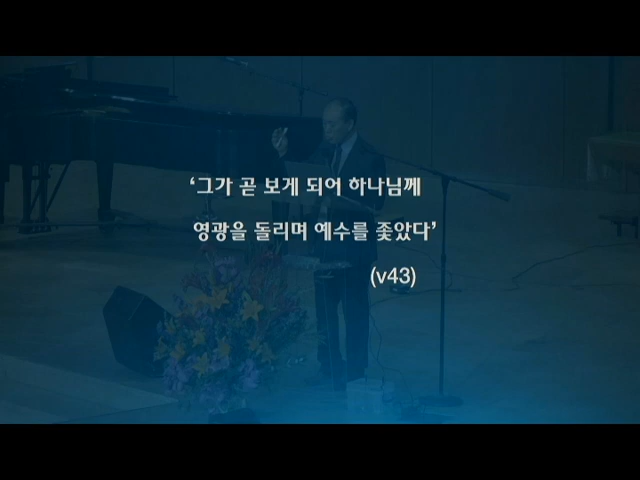 ‘그가 곧 보게 되어 하나님께
영광을 돌리며 예수를 좇았다’
(v43)